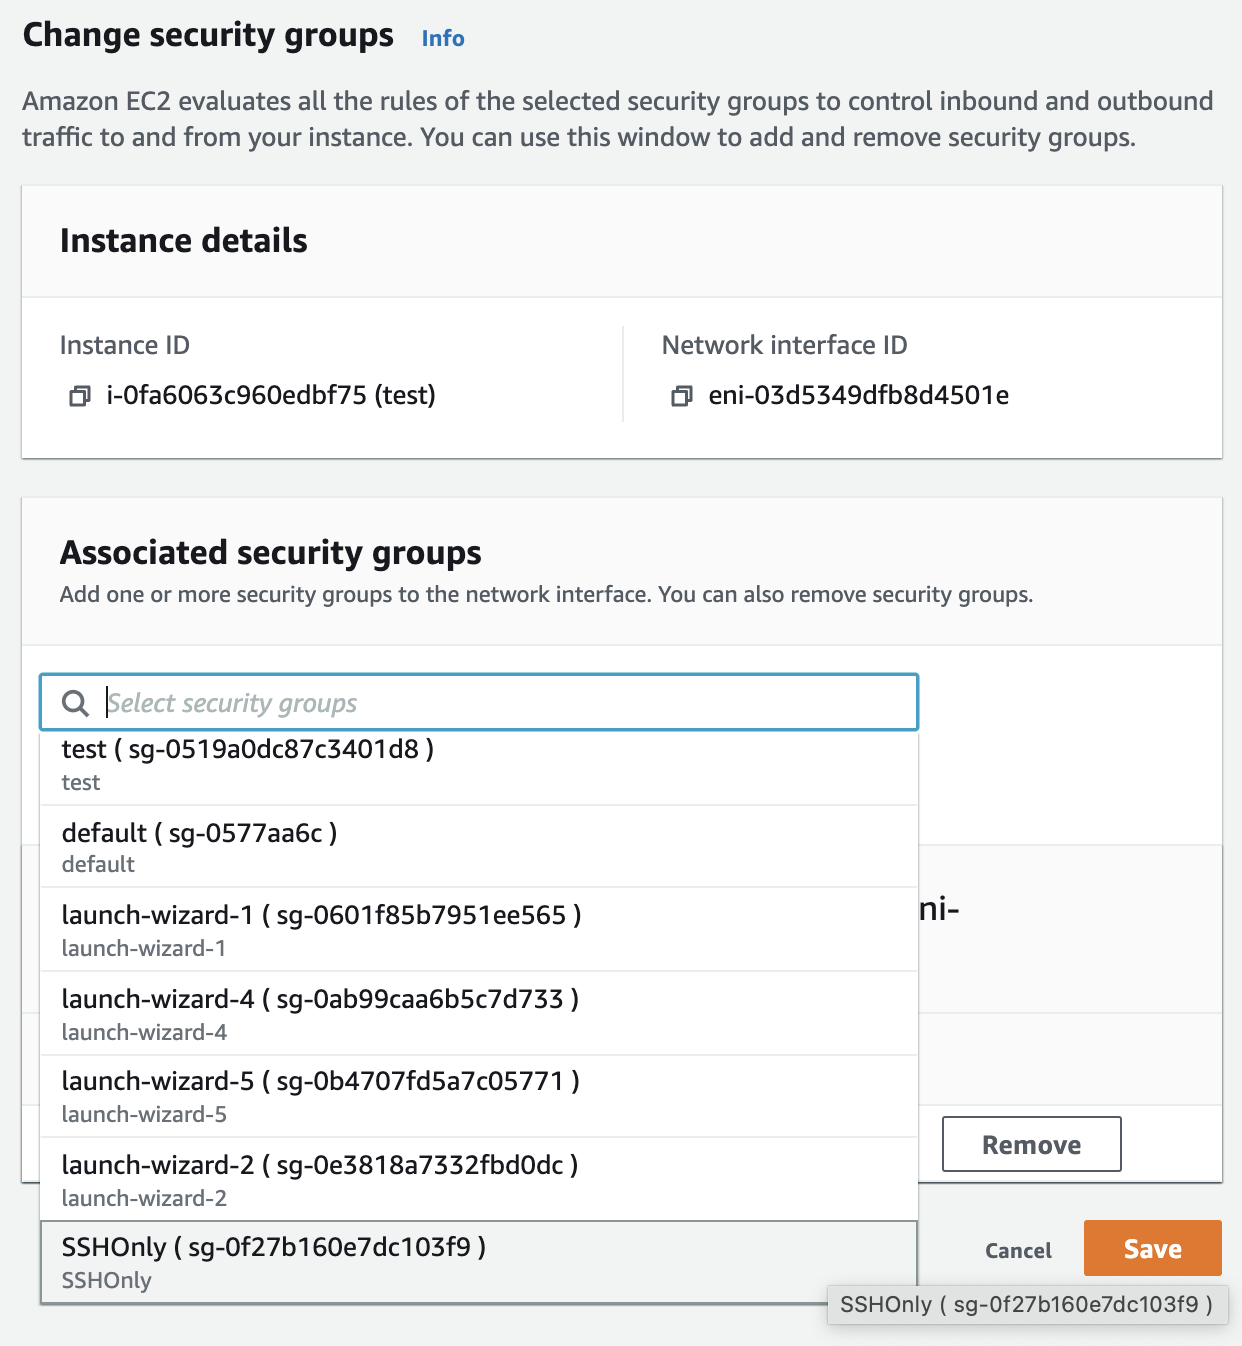 Change security groups Info
Amazon EC2 evaluates all the rules of the selected security groups to control inbound and outbound
traffic to and from your instance. You can use this window to add and remove security groups.
Instance details
Instance ID
i-0fa6063c960edbf75 (test)
Network interface ID
eni-03d5349dfb8d4501e
Associated security groups
Add one or more security groups to the network interface. You can also remove security groups.
Select security groups
test ( sg-0519a0dc87c3401d8 )
test
default ( sg-0577aa6c )
default
launch-wizard-1 ( sg-0601f85b7951ee565 )
launch-wizard-1
ni-
launch-wizard-4 ( sg-0ab99caa6b5c7d733 )
launch-wizard-4
launch-wizard-5 ( sg-0b4707fd5a7c05771 )
launch-wizard-5
launch-wizard-2 ( sg-0e3818a7332fbd0dc )
launch-wizard-2
Remove
SSHOnly ( sg-0f27b160e7dc103f9 )
SSHOnly
Cancel
Save
SSHOnly ( sg-0f27b160e7dc103f9 )